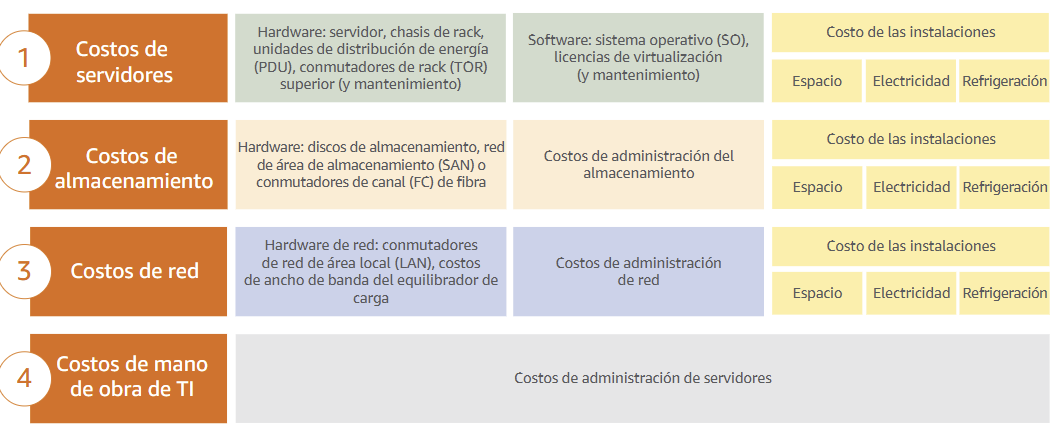 1
Costos de
servidores
Hardware: servidor, chasis de rack,
unidades de distribución de energía
(PDU), conmutadores de rack (TOR)
superior (y mantenimiento)
Software: sistema operativo (SO),
licencias de virtualización
(y mantenimiento)
Costo de las instalaciones
Espacio
Electricidad
Refrigeración
2
Costos de
almacenamiento
Hardware: discos de almacenamiento, red
de área de almacenamiento (SAN) o
conmutadores de canal (FC) de fibra
Costos de administración del
almacenamiento
Costo de las instalaciones
Espacio
Electricidad
Refrigeración
3
Costos de red
Hardware de red: conmutadores
de red de área local (LAN), costos
de ancho de banda del equilibrador de
carga
Costos de administración
de red
Costo de las instalaciones
Espacio
Electricidad
Refrigeración
4
Costos de mano
de obra de TI
Costos de administración de servidores